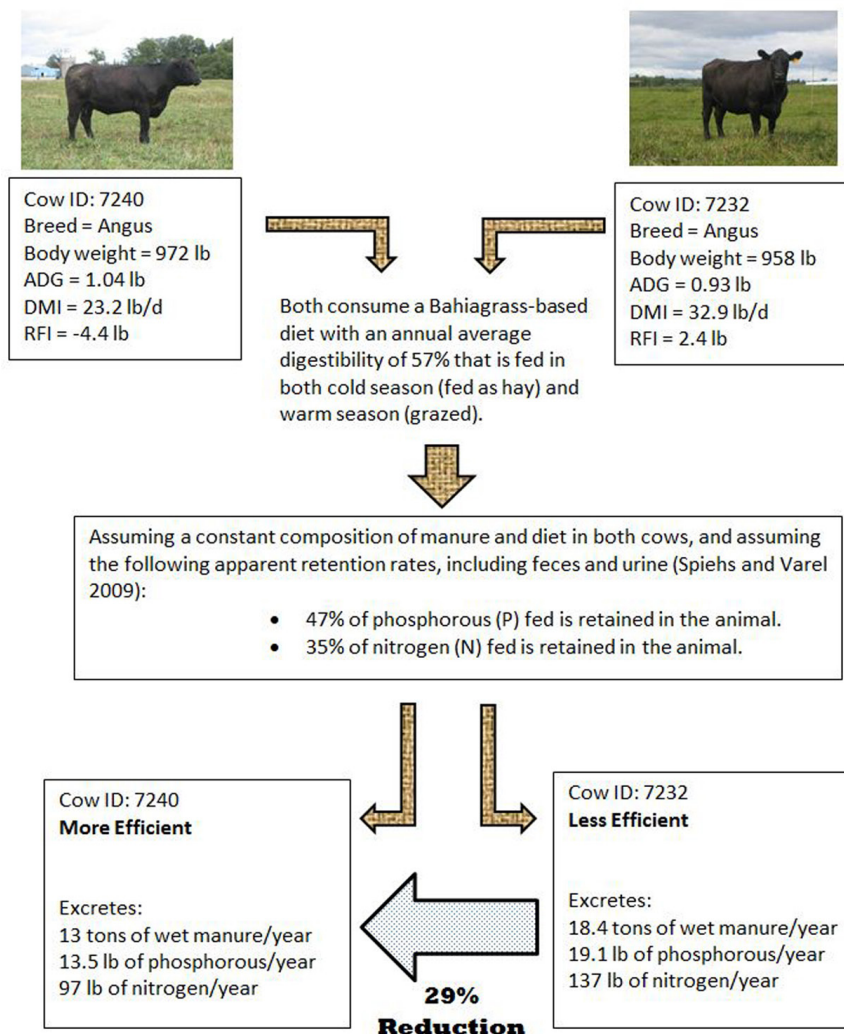 Cow ID: 7240
Breed = Angus
Body weight = 972 lb
ADG = 1.04 lb
DMI = 23.2 lb/d
RFI = -4.4 lb
Cow ID: 7232
Breed = Angus
Body weight = 958 lb
ADG = 0.93 lb
DMI = 32.9 lb/d
RFI = 2.4 lb
Both consume a Bahiagrass-based
diet with an annual average
digestibility of 57% that is fed in
both cold season (fed as hay) and
warm season (grazed).
Assuming a constant composition of manure and diet in both cows, and assuming
the following apparent retention rates, including feces and urine (Spiehs and Varel
2009):
• 47% of phosphorous (P) fed is retained in the animal.
• 35% of nitrogen (N) fed is retained in the animal.
Cow ID: 7240
More Efficient
Excretes:
13 tons of wet manure/year
13.5 lb of phosphorous/year
97 lb of nitrogen/year
Cow ID: 7232
Less Efficient
Excretes:
18.4 tons of wet manure/year
19.1 lb of phosphorous/year
137 lb of nitrogen/year
29%
Reduction